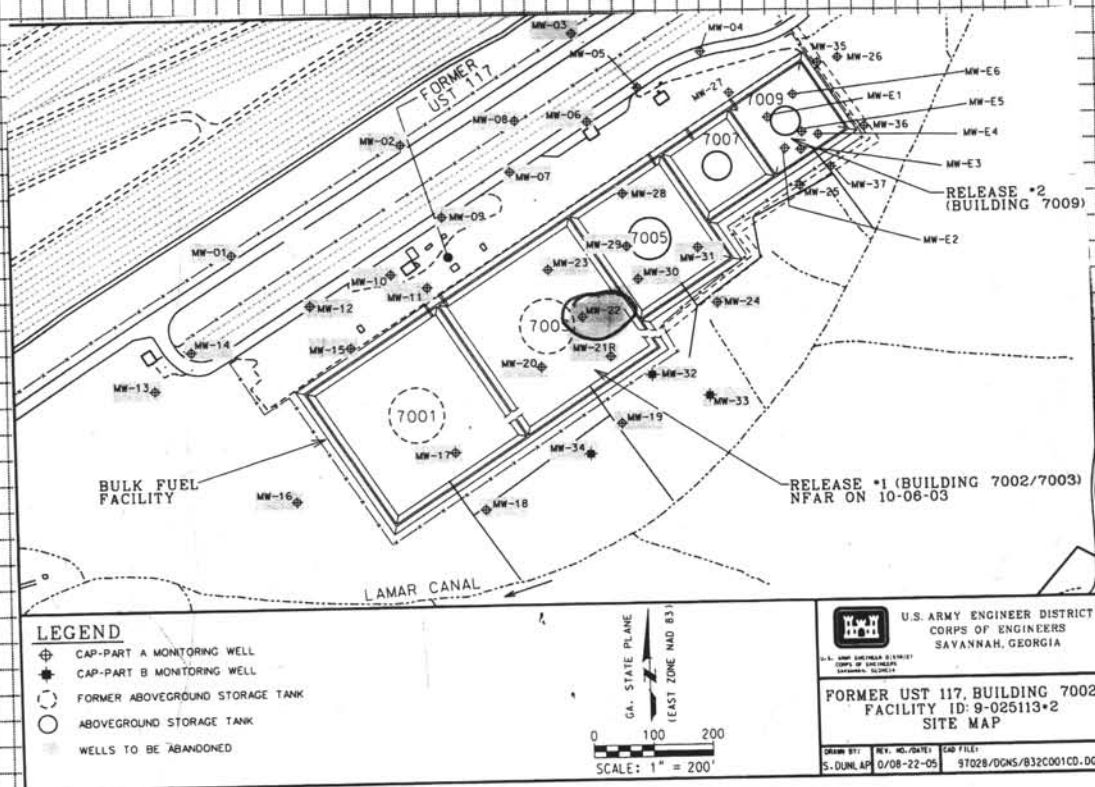 MW-03
MW-04
MW-05
MW-35
MW-26
FORMER
UST 117
MW-27
7009
MW-E6
MW-E1
MW-E5
MW-08
MW-06
MW-36
MW-E4
MW-02
7007
MW-E3
MW-07
MW-37
MW-25
RELEASE *2
(BUILDING 7009)
MW-28
MW-09
MW-E2
7005
MW-29
MW-31
MW-01
MW-23
MW-30
MW-10
MW-11
MW-24
MW-12
MW-22
MW-14
MW-15
MW-21R
MW-20
MW-32
MW-13
MW-33
7001
MW-19
MW-17
MW-34
BULK FUEL
FACILITY
RELEASE *1 (BUILDING 7002/7003)
NFAR ON 10-06-03
MW-16
MW-18
LAMAR CANAL
LEGEND
CAP-PART A MONITORING WELL
CAP-PART B MONITORING WELL
FORMER ABOVEGROUND STORAGE TANK
ABOVEGROUND STORAGE TANK
WELLS TO BE ABANDONED
GA. STATE PLANE
(EAST ZONE NAD 83)
0 100 200
SCALE: 1" = 200'
U.S. ARMY ENGINEER DISTRICT
CORPS OF ENGINEERS
SAVANNAH, GEORGIA
U.S. ARMY ENGINEER DISTRICT
CORPS OF ENGINEERS
SAVANNAH, GEORGIA
FORMER UST 117, BUILDING 7002
FACILITY ID: 9-025113*2
SITE MAP
DRAWN BY:
S. DUNLAP
REV. NO./DATE:
0/08-22-05
CAD FILE:
97028/DGNS/B32C001CD.DG